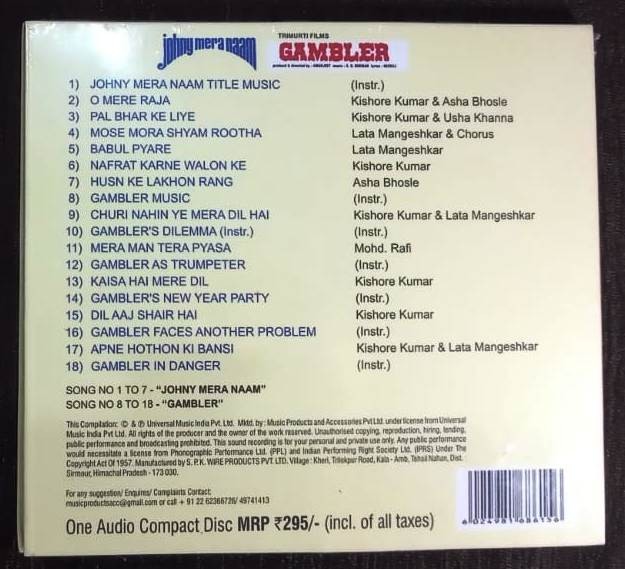 johny mera naam
TRIMURTI FILMS
GAMBLER
1) JOHNY MERA NAAM TITLE MUSIC (Instr.)
2) O MERE RAJA Kishore Kumar & Asha Bhosle
3) PAL BHAR KE LIYE Kishore Kumar & Usha Khanna
4) MOSE MORA SHYAM ROOTHA Lata Mangeshkar & Chorus
5) BABUL PYARE Lata Mangeshkar
6) NAFRAT KARNE WALON KE Kishore Kumar
7) HUSN KE LAKHON RANG Asha Bhosle
8) GAMBLER MUSIC (Instr.)
9) CHURI NAHIN YE MERA DIL HAI Kishore Kumar & Lata Mangeshkar
10) GAMBLER'S DILEMMA (Instr.) (Instr.)
11) MERA MAN TERA PYASA Mohd. Rafi
12) GAMBLER AS TRUMPETER (Instr.)
13) KAISA HAI MERE DIL Kishore Kumar
14) GAMBLER'S NEW YEAR PARTY (Instr.)
15) DIL AAJ SHAIR HAI Kishore Kumar
16) GAMBLER FACES ANOTHER PROBLEM (Instr.)
17) APNE HOTHON KI BANSI Kishore Kumar & Lata Mangeshkar
18) GAMBLER IN DANGER (Instr.)
SONG NO 1 TO 7 - "JOHNY MERA NAAM"
SONG NO 8 TO 18 - "GAMBLER"
This Compilation: © & ℗ Universal Music India Pvt. Ltd. Mktd. by : Music Products and Accessories Pvt Ltd. under license from Universal
Music India Pvt Ltd. All rights of the producer and the owner of the work reserved. Unauthorised copying, reproduction, hiring, lending,
public performance and broadcasting prohibited. This sound recording is for your personal and private use only. Any public performance
would necessitate a license from Phonographic Performance Ltd. (PPL) and Indian Performing Right Society Ltd. (IPRS) Under The
Copyright Act Of 1957. Manufactured by S. P. K. WIRE PRODUCTS PVT. LTD. Village : Kheri, Trilokpur Road, Kala - Amb, Tehsil Nahan, Dist.
Sirmour, Himachal Pradesh - 173 030.
For any suggestion/ Enquires/ Complaints Contact:
musicproductsacc@gmail.com or call + 91 22 62366726/ 49741413
One Audio Compact Disc MRP ₹295/- (incl. of all taxes)
6 024981 686156